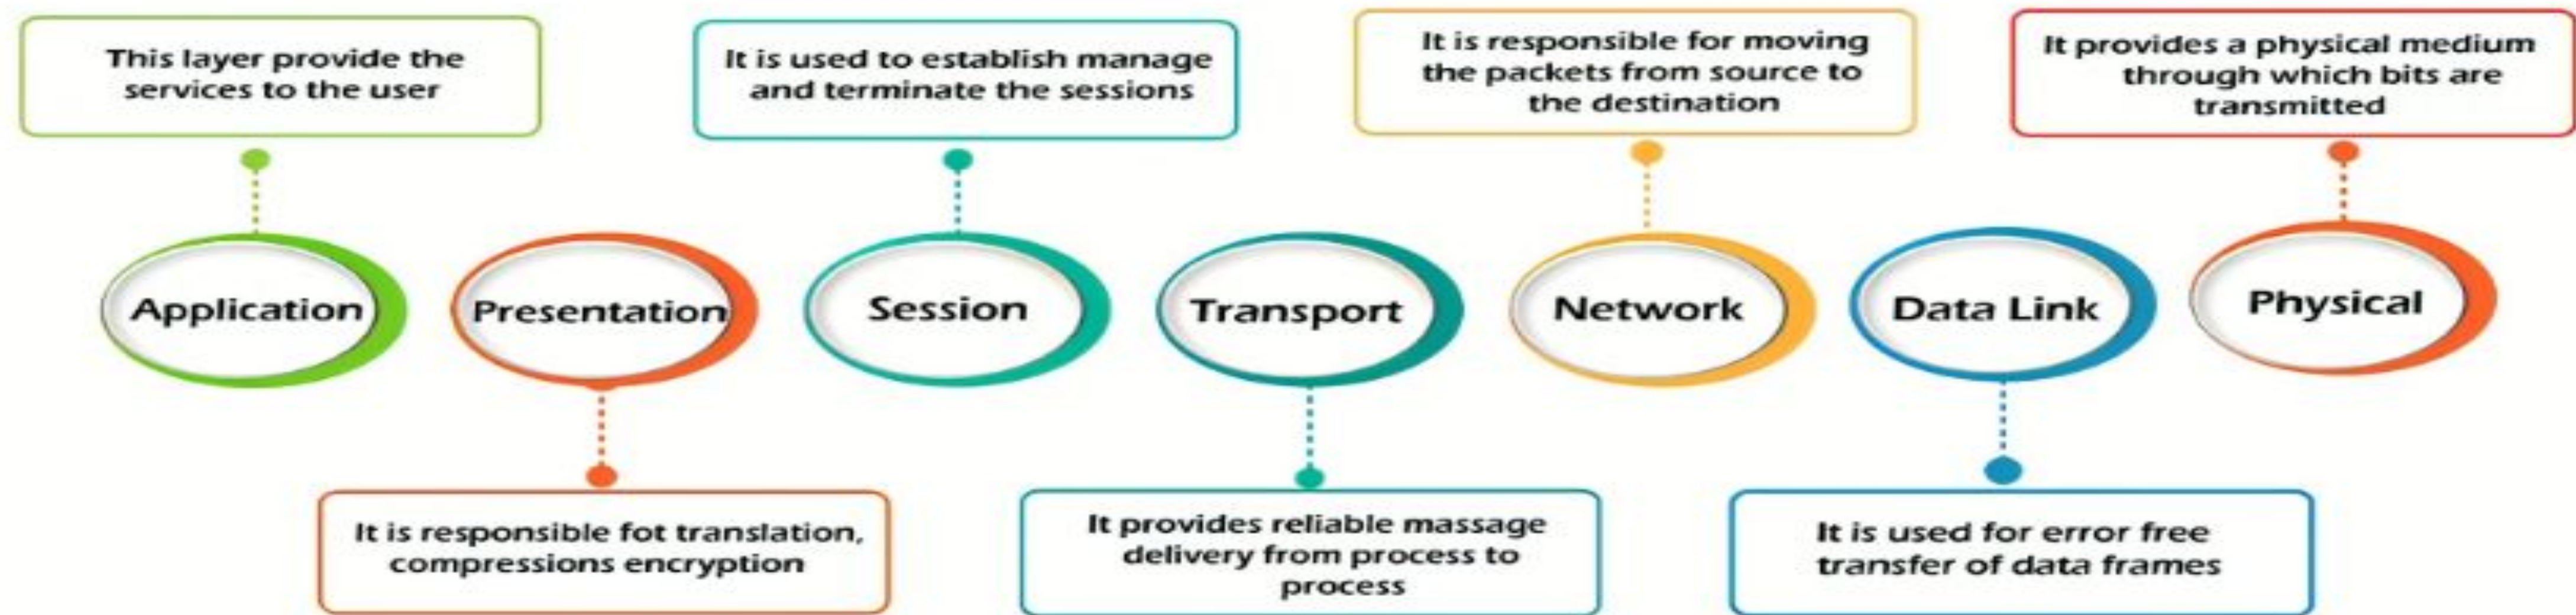 This layer provide the
services to the user
It is used to establish manage
and terminate the sessions
It is responsible for moving
the packets from source to
the destination
It provides a physical medium
through which bits are
transmitted
Application
Presentation
Session
Transport
Network
Data Link
Physical
It is responsible fot translation,
compressions encryption
It provides reliable massage
delivery from process to
process
It is used for error free
transfer of data frames